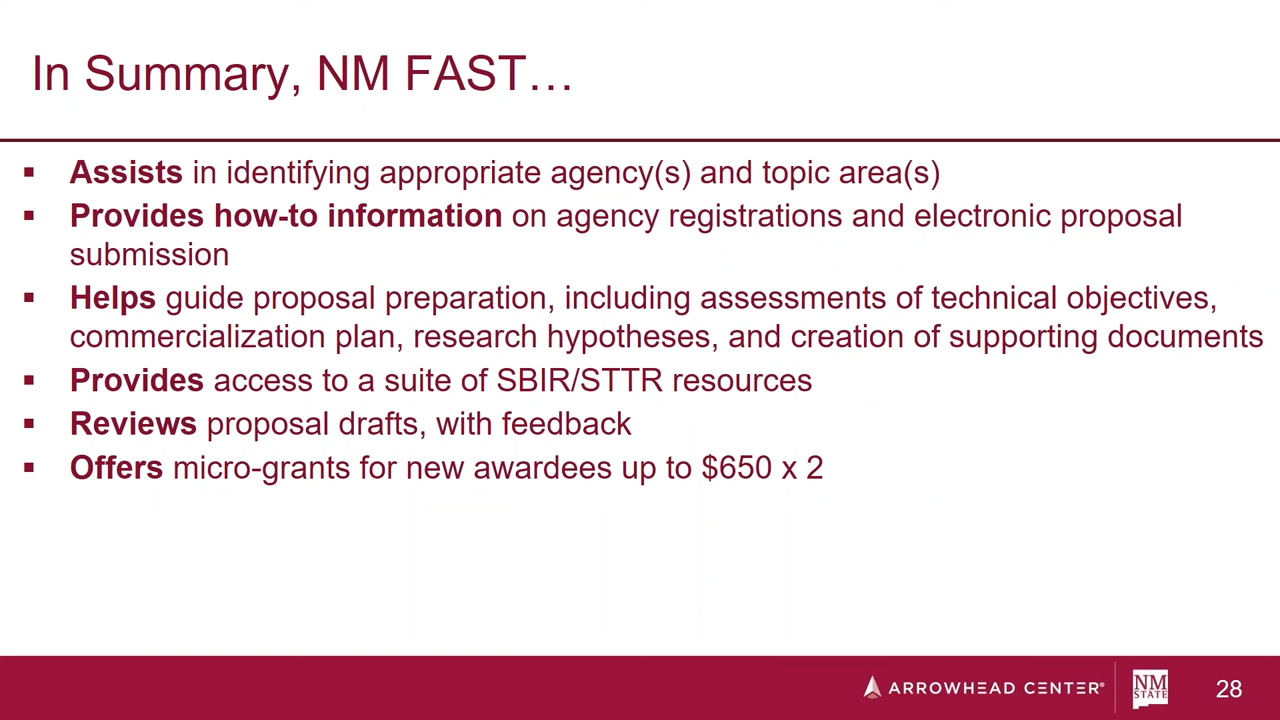 In Summary, NM FAST…
▪ Assists in identifying appropriate agency(s) and topic area(s)
▪ Provides how-to information on agency registrations and electronic proposal
submission
▪ Helps guide proposal preparation, including assessments of technical objectives,
commercialization plan, research hypotheses, and creation of supporting documents
▪ Provides access to a suite of SBIR/STTR resources
▪ Reviews proposal drafts, with feedback
▪ Offers micro-grants for new awardees up to $650 x 2
ARROWHEAD CENTER®
NM
STATE
28